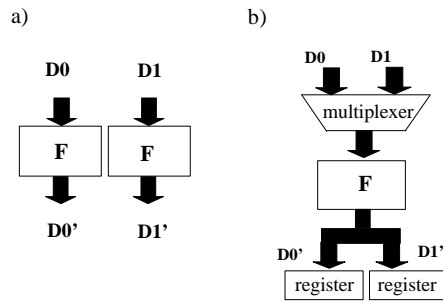 a)
D0 D1
F F
D0’ D1’
b)
D0 D1
multiplexer
F
D0’ D1’
register register